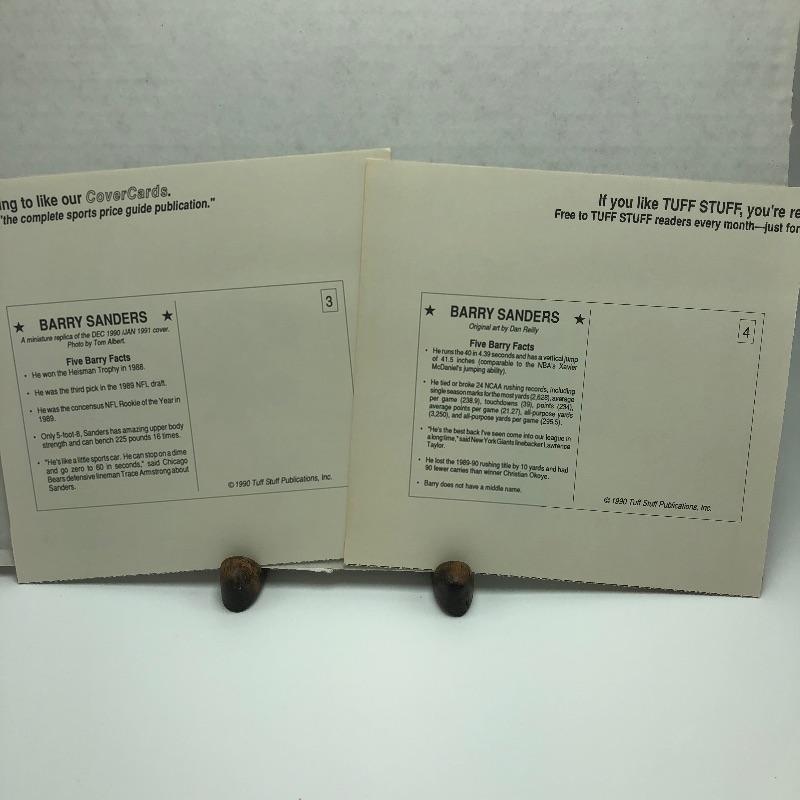 ing to like our CoverCards.
"the complete sports price guide publication."
3
★ BARRY SANDERS ★
A miniature replica of the DEC 1990 /JAN 1991 cover.
Photo by Tom Albert.
Five Barry Facts
• He won the Heisman Trophy in 1988.
• He was the third pick in the 1989 NFL draft.
• He was the concensus NFL Rookie of the Year in
1989.
• Only 5-foot-8, Sanders has amazing upper body
strength and can bench 225 pounds 16 times.
• "He's like a little sports car. He can stop on a dime
and go zero to 60 in seconds," said Chicago
Bears defensive lineman Trace Armstrong about
Sanders.
© 1990 Tuff Stuff Publications, Inc.
If you like TUFF STUFF, you're re
Free to TUFF STUFF readers every month—just for
4
★ BARRY SANDERS ★
Original art by Dan Reilly
Five Barry Facts
• He runs the 40 in 4.39 seconds and has a vertical jump
of 41.5 inches (comparable to the NBA's Xavier
McDaniel's jumping ability).
• He tied or broke 24 NCAA rushing records, including
single season marks for the most yards (2,628), average
per game (238.9), touchdowns (39), points (234),
average points per game (21.27), all-purpose yards
(3,250), and all-purpose yards per game (295.5).
• "He's the best back I've seen come into our league in
a long time," said New York Giants linebacker Lawrence
Taylor.
• He lost the 1989-90 rushing title by 10 yards and had
90 fewer carries than winner Christian Okoye.
• Barry does not have a middle name.
© 1990 Tuff Stuff Publications, Inc.